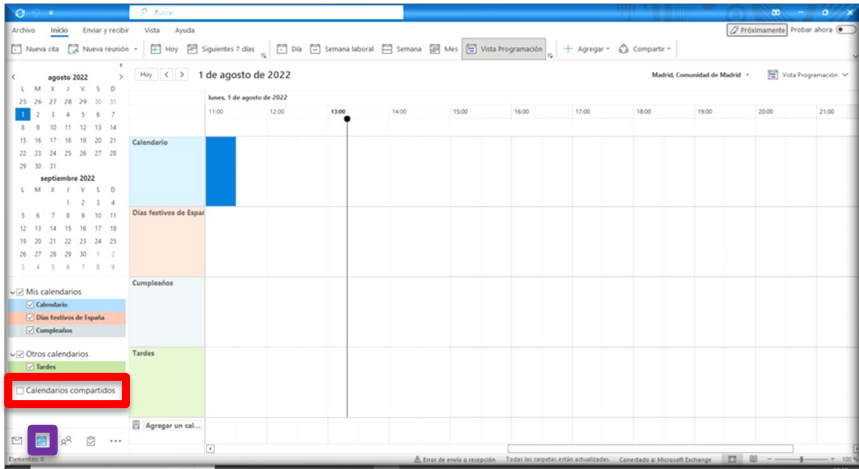 Buscar
Archivo Inicio Enviar y recibir Vista Ayuda
Próximamente Probar ahora
Nueva cita Nueva reunión Hoy Siguientes 7 días Día Semana laboral Semana Mes Vista Programación Agregar Compartir
agosto 2022
L M X J V S D
25 26 27 28 29 30 31
1 2 3 4 5 6 7
8 9 10 11 12 13 14
15 16 17 18 19 20 21
22 23 24 25 26 27 28
29 30 31
septiembre 2022
L M X J V S D
1 2 3 4
5 6 7 8 9 10 11
12 13 14 15 16 17 18
19 20 21 22 23 24 25
26 27 28 29 30 1 2
3 4 5 6 7 8 9
Mis calendarios
Calendario
Días festivos de España
Cumpleaños
Otros calendarios
Tardes
Calendarios compartidos
Hoy 1 de agosto de 2022 Madrid, Comunidad de Madrid Vista Programación
lunes, 1 de agosto de 2022
11:00 12:00 13:00 14:00 15:00 16:00 17:00 18:00 19:00 20:00 21:00
Calendario
Días festivos de Espa
Cumpleaños
Tardes
Agregar un cal...
Elementos: 0 Error de envío o recepción Todas las carpetas están actualizadas. Conectado a: Microsoft Exchange 100 %